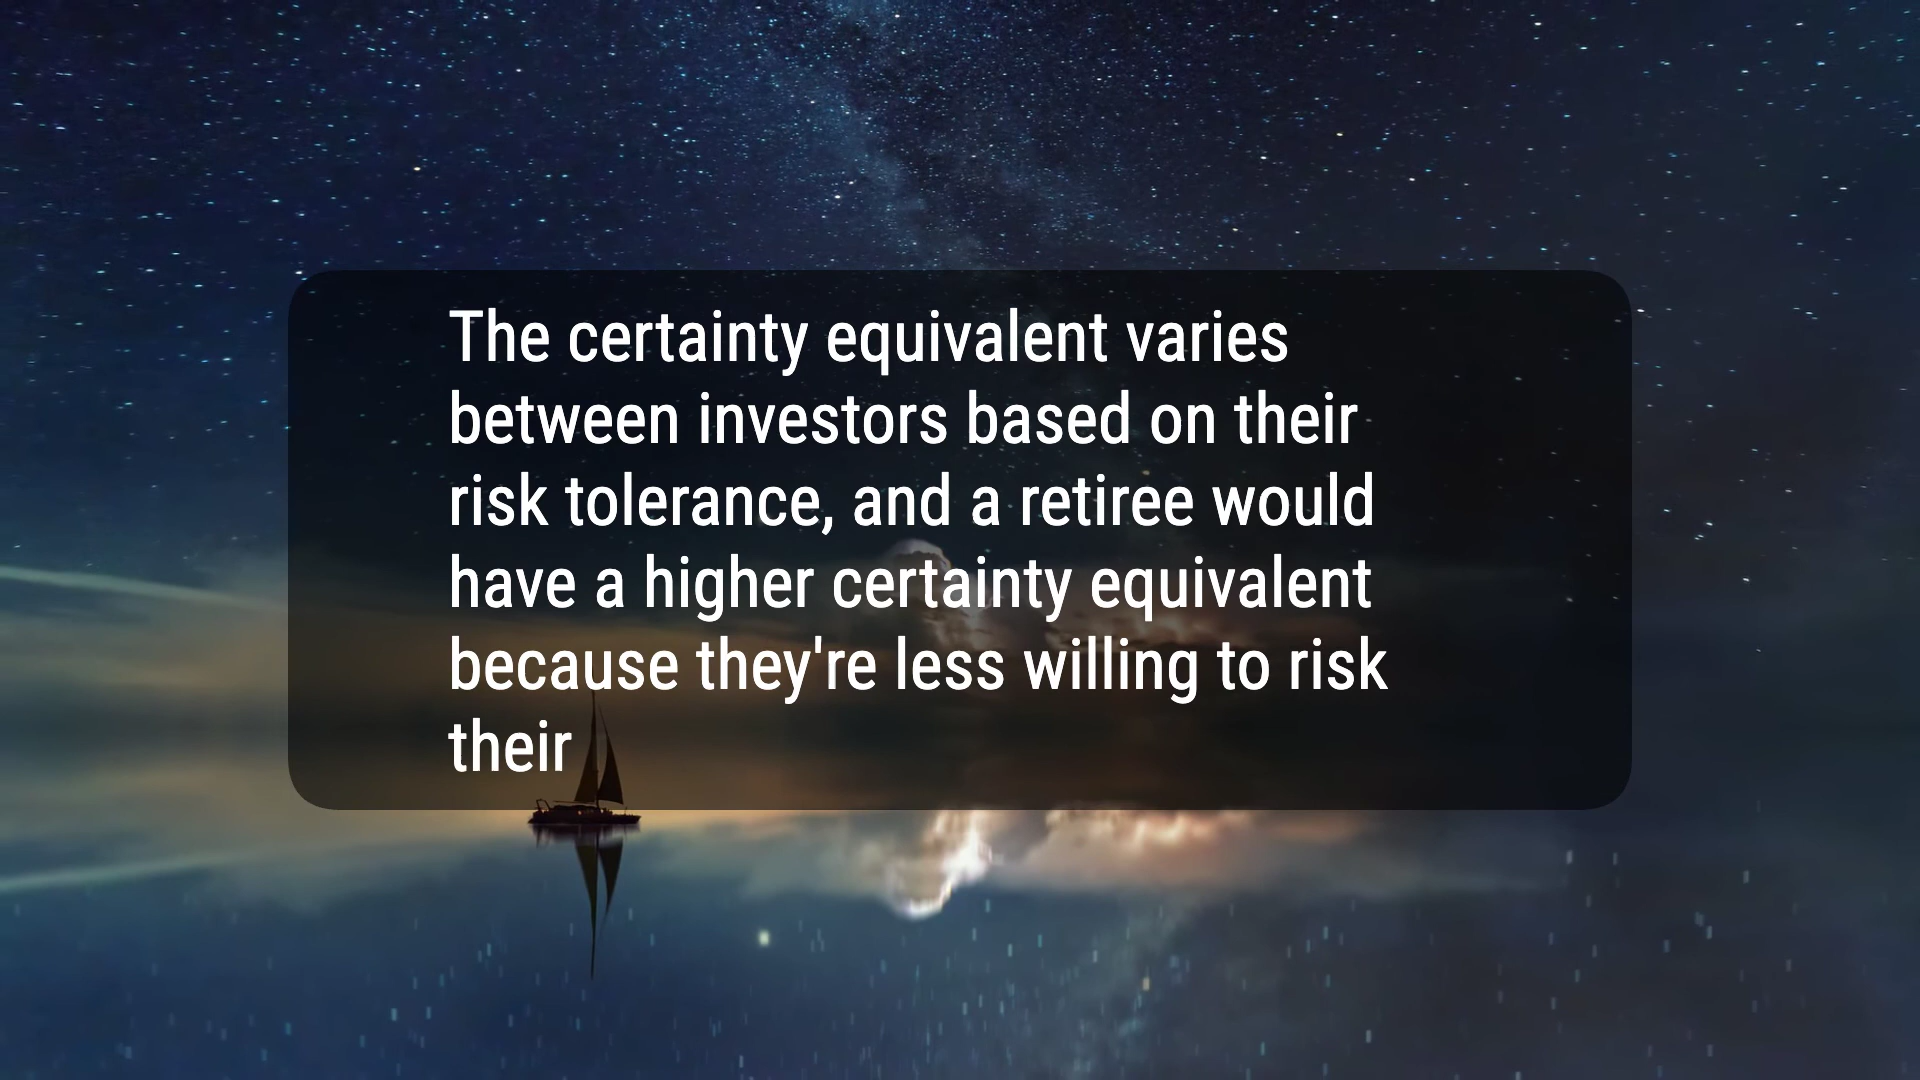 The certainty equivalent varies
between investors based on their
risk tolerance, and a retiree would
have a higher certainty equivalent
because they're less willing to risk
their